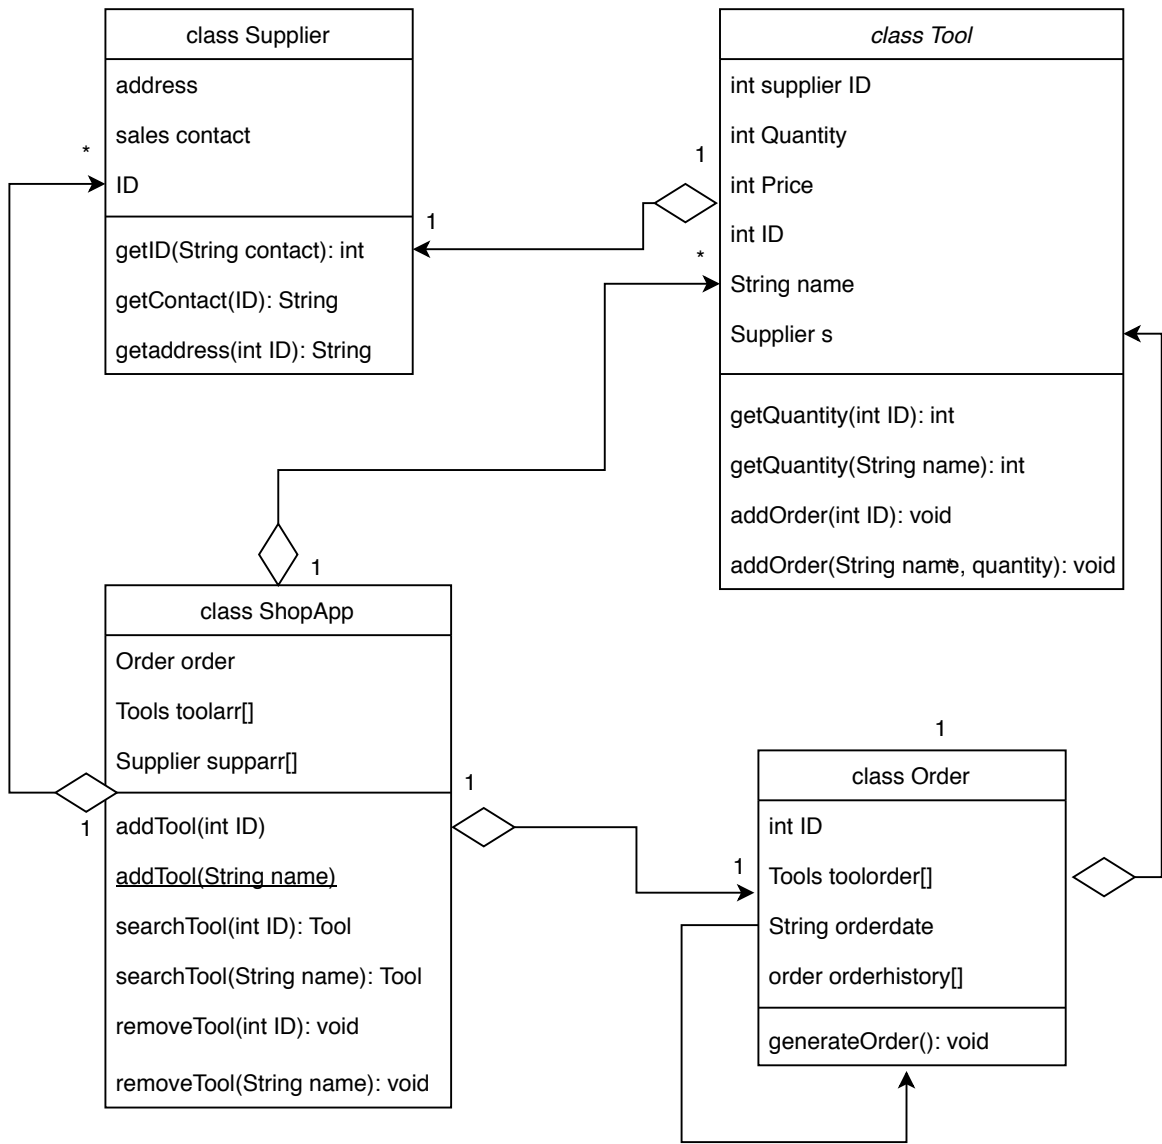 class Supplier
address
sales contact
ID
getID(String contact): int
getContact(ID): String
getaddress(int ID): String
*
1
class Tool
int supplier ID
int Quantity
int Price
int ID
String name
Supplier s
getQuantity(int ID): int
getQuantity(String name): int
addOrder(int ID): void
addOrder(String name, quantity): void
1
*
*
1
class ShopApp
Order order
Tools toolarr[]
Supplier supparr[]
addTool(int ID)
addTool(String name)
searchTool(int ID): Tool
searchTool(String name): Tool
removeTool(int ID): void
removeTool(String name): void
1
1
1
1
class Order
int ID
Tools toolorder[]
String orderdate
order orderhistory[]
generateOrder(): void